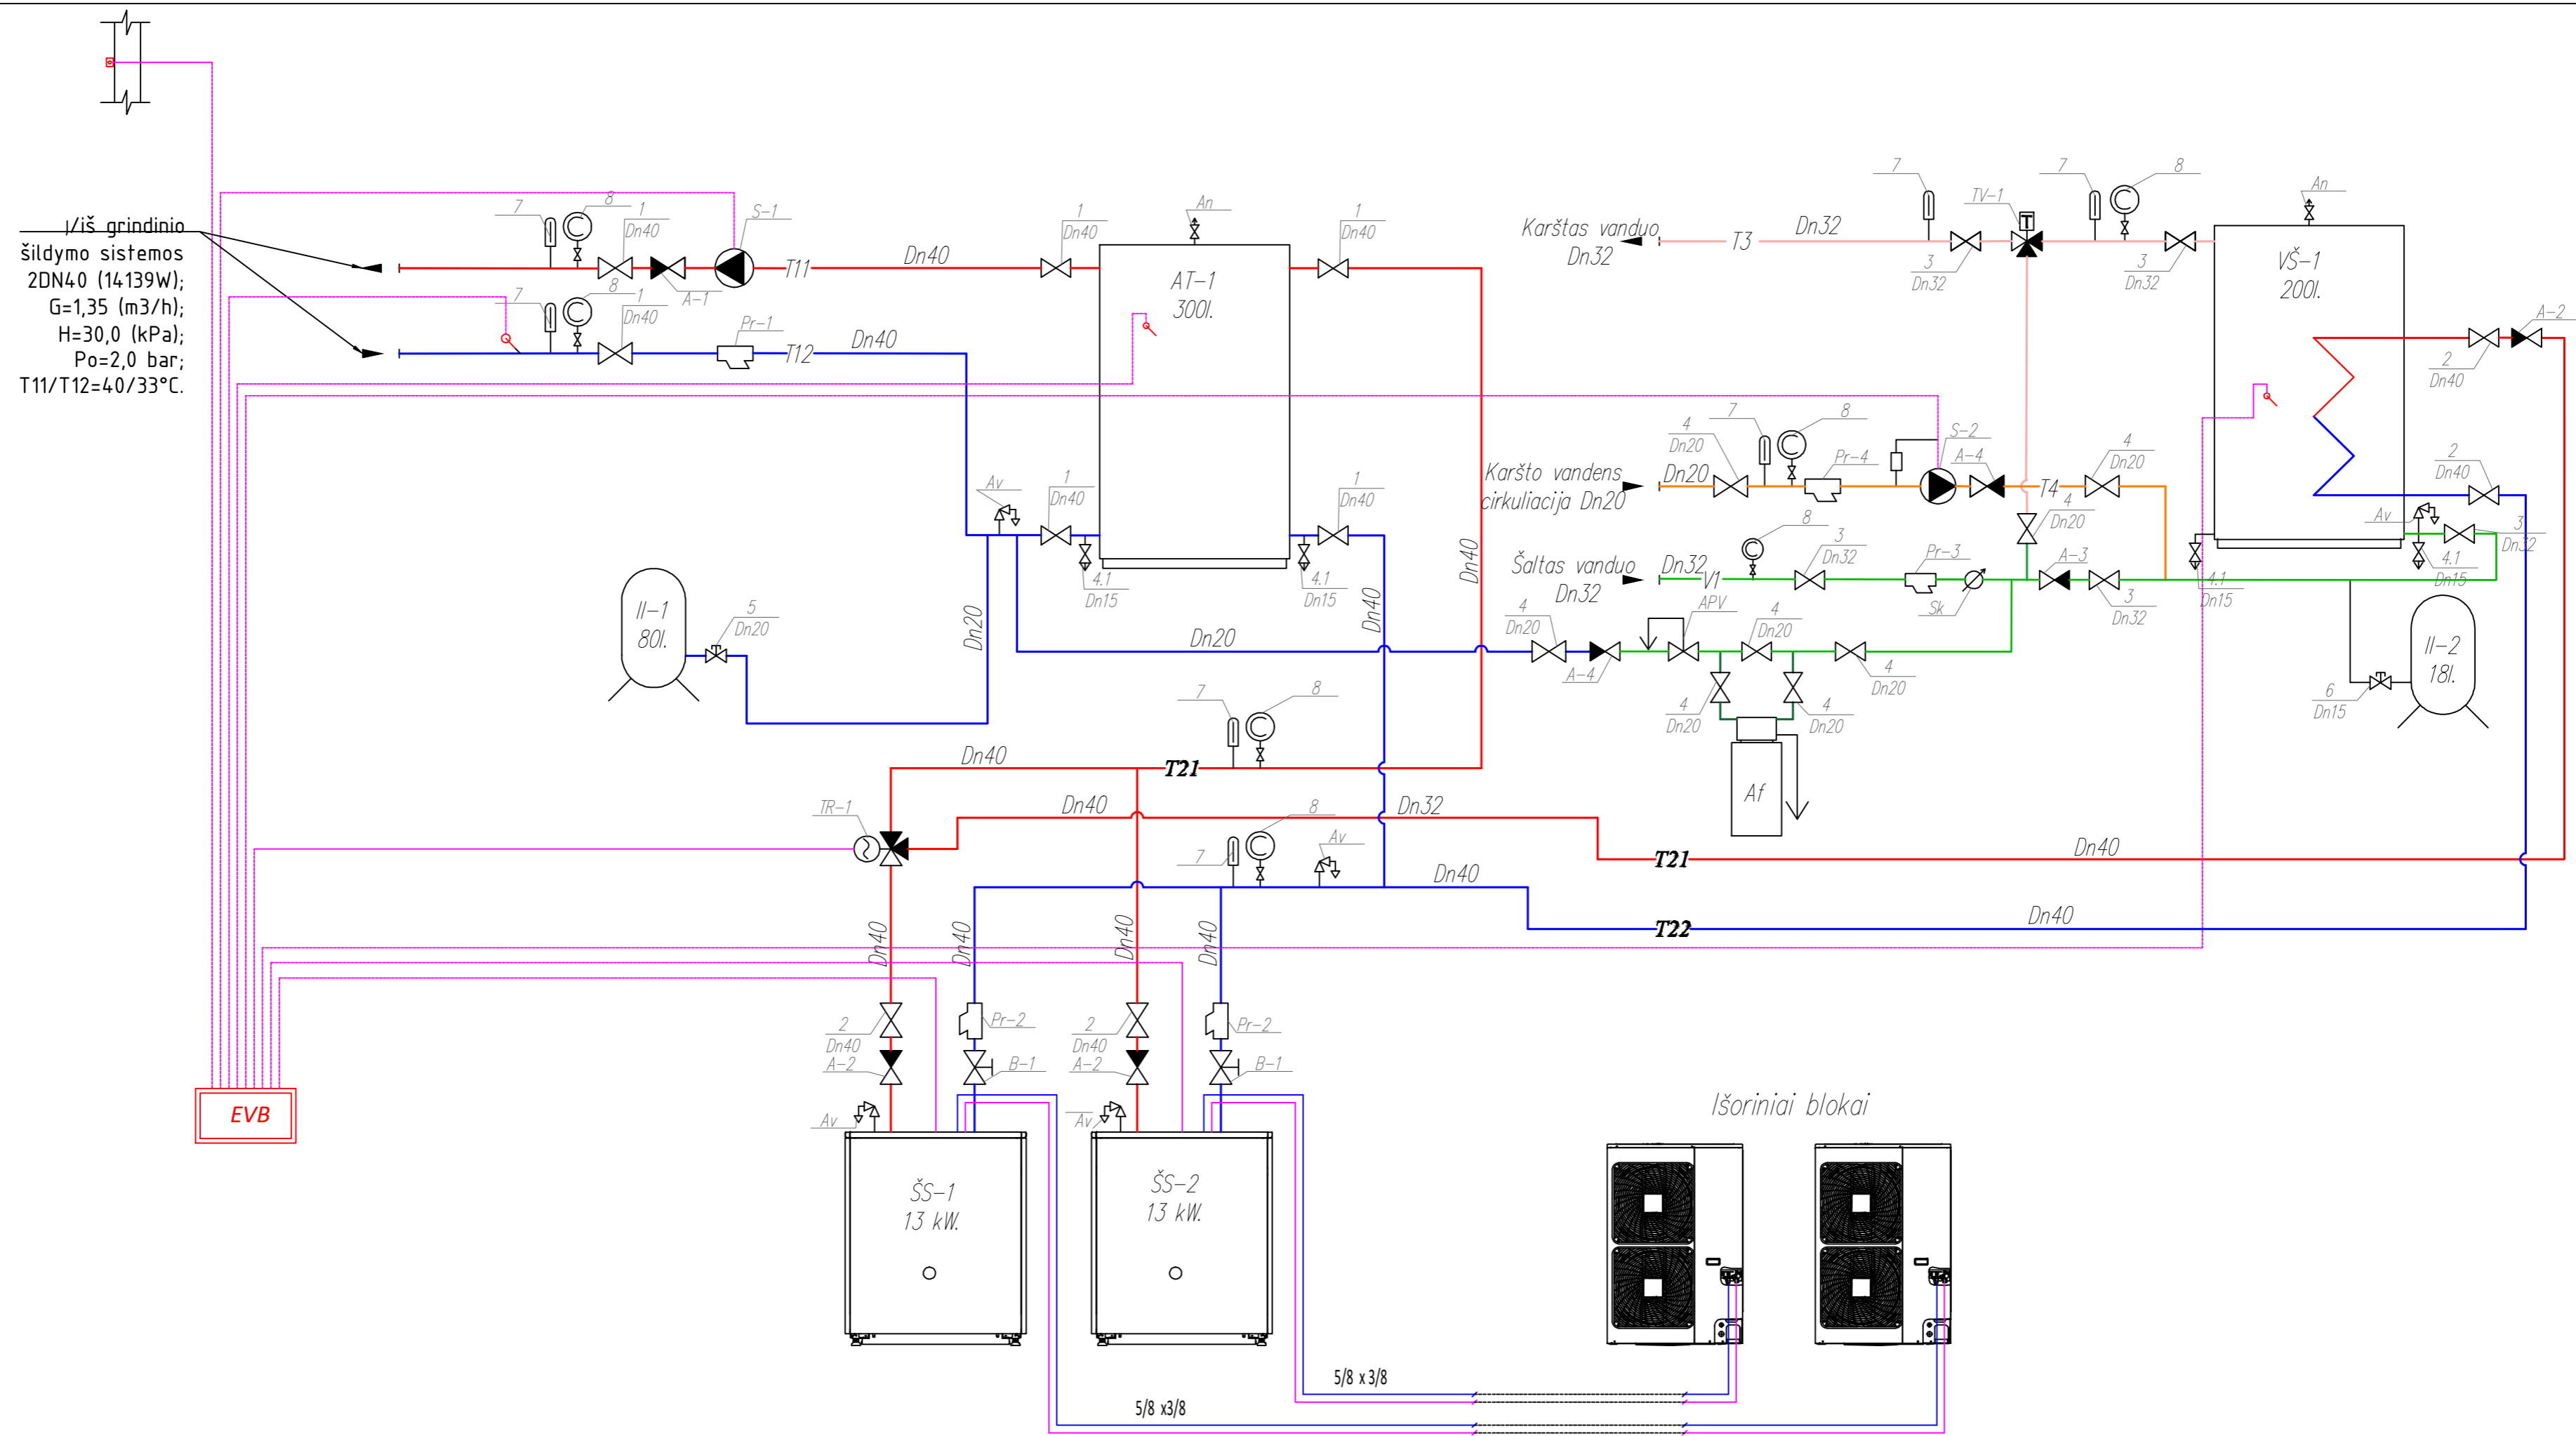 Į/iš grindinio
šildymo sistemos
2DN40 (14139W);
G=1,35 (m3/h);
H=30,0 (kPa);
Po=2,0 bar;
T11/T12=40/33°C.
7
8
1
Dn40
S-1
A-1
T11
Dn40
7
8
1
Dn40
Pr-1
T12
Dn40
1
Dn40
An
AT-1
300l.
1
Dn40
Av
1
Dn40
4.1
Dn15
1
Dn40
4.1
Dn15
II-1
80l.
5
Dn20
Dn20
Dn20
Dn40
Dn40
Karštas vanduo
Dn32
T3
Dn32
7
3
Dn32
TV-1
7
8
3
Dn32
An
VŠ-1
200l.
A-2
2
Dn40
2
Dn40
Av
3
Dn32
4.1
Dn15
4.1
Dn15
Karšto vandens
cirkuliacija Dn20
Dn20
4
Dn20
7
8
Pr-4
S-2
A-4
T4
4
Dn20
4
Dn20
Šaltas vanduo
Dn32
Dn32
V1
8
3
Dn32
Pr-3
Sk
A-3
3
Dn32
4
Dn20
A-4
APV
4
Dn20
4
Dn20
4
Dn20
4
Dn20
Af
6
Dn15
II-2
18l.
7
8
Dn40
T21
TR-1
Dn40
8
Dn32
7
Av
Dn40
T21
Dn40
T22
Dn40
Dn40
Dn40
Dn40
Dn40
2
Dn40
A-2
Pr-2
B-1
Av
2
Dn40
A-2
Pr-2
B-1
Av
EVB
ŠS-1
13 kW.
ŠS-2
13 kW.
Išoriniai blokai
5/8 x 3/8
5/8 x3/8